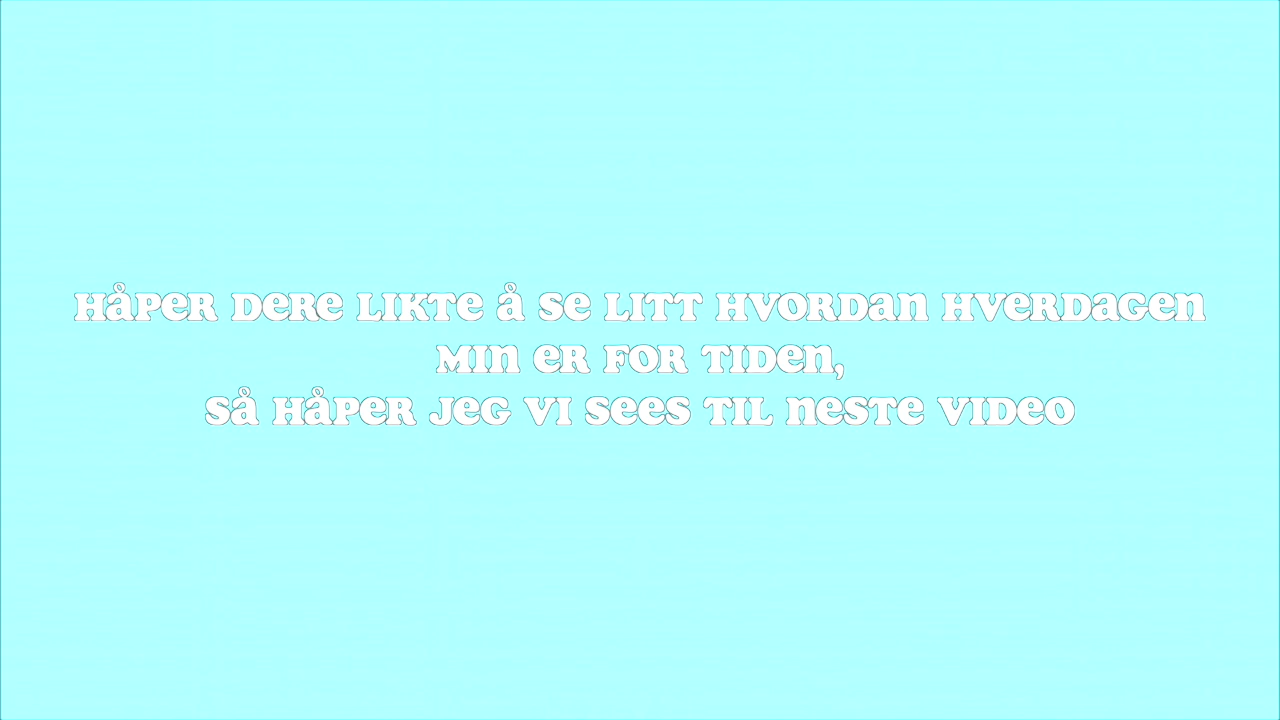 Håper dere likte å se litt hvordan hverdagen
min er for tiden,
så håper jeg vi sees til neste video